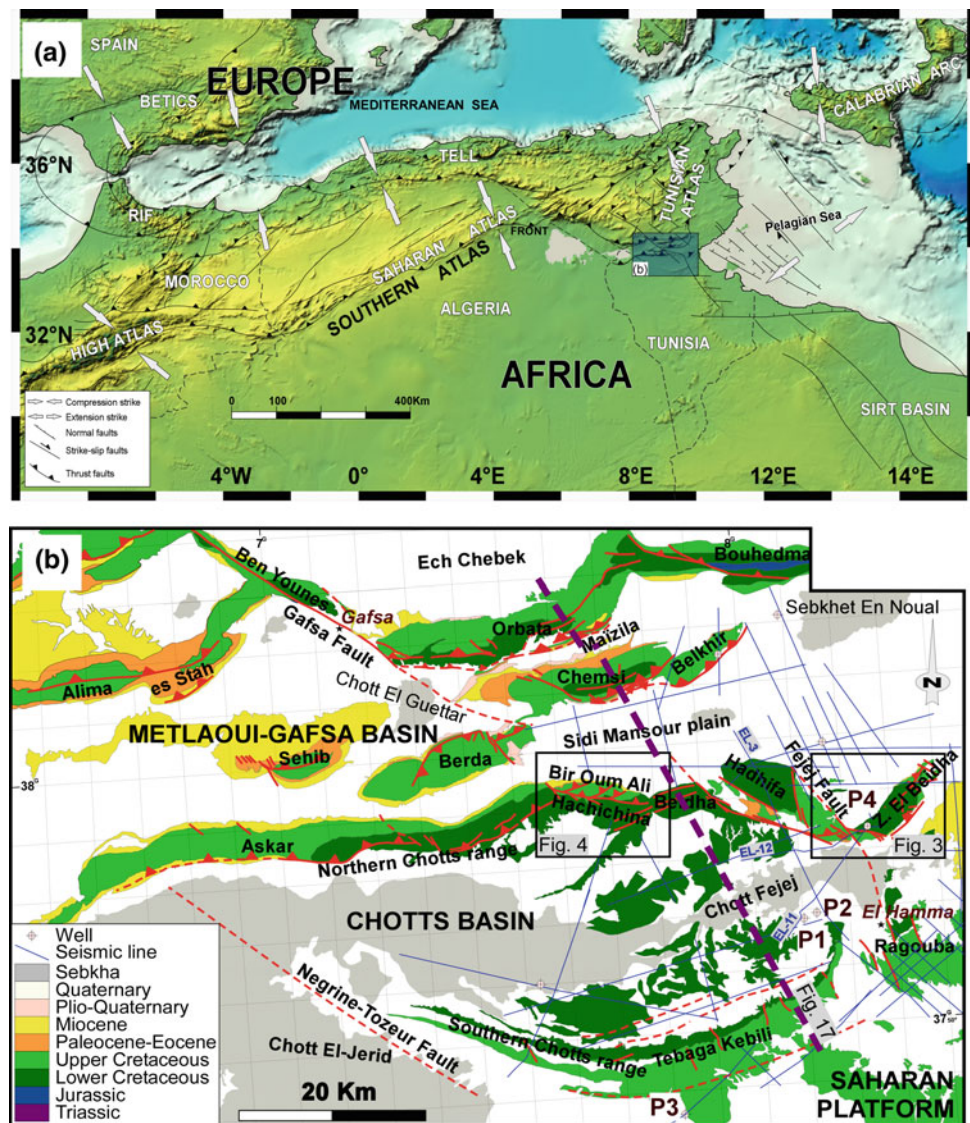 (a)
SPAIN
EUROPE
BETICS
MEDITERRANEAN SEA
CALABRIAN ARC
36°N
TELL
TUNISIAN
ATLAS
RIF
Pelagian Sea
SAHARAN ATLAS
FRONT
SOUTHERN ATLAS
(b)
MOROCCO
ALGERIA
32°N
HIGH ATLAS
TUNISIA
AFRICA
0 100 400Km
SIRT BASIN
Compression strike
Extension strike
Normal faults
Strike-slip faults
Thrust faults
4°W 0° 4°E 8°E 12°E 14°E
(b)
7°
8°
Ech Chebek
Bouhedma
Ben Younes
Gafsa
Sebkhet En Noual
Gafsa Fault
Orbata
Maizila
Belkhir
N
Alima
es Stah
Chemsi
Chott El Guettar
METLAOUI-GAFSA BASIN
Sidi Mansour plain
EL-3
Sehib
Berda
Fejej Fault
38°
Bir Oum Ali
Hadhifa
P4
Z. El Beidha
Hachichina
Beidha
Askar
Fig. 4
EL-12
Fig. 3
Northern Chotts range
Chott Fejej
CHOTTS BASIN
P2
El Hamma
EL-11
P1
Ragouba
Well
Seismic line
Sebkha
Quaternary
Plio-Quaternary
Miocene
Paleocene-Eocene
Upper Cretaceous
Lower Cretaceous
Jurassic
Triassic
Negrine-Tozeur Fault
Fig. 17
37°50'
Southern Chotts range
Tebaga Kebili
Chott El-Jerid
20 Km
SAHARAN
PLATFORM
P3